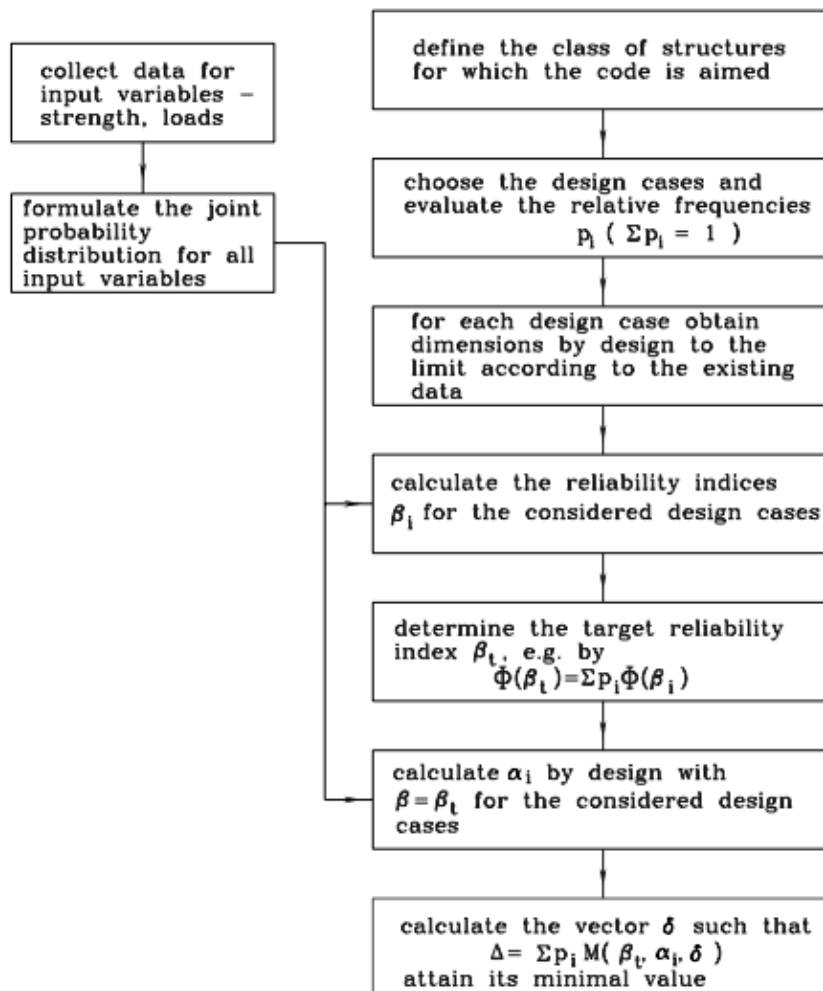 collect data for
input variables –
strength, loads
formulate the joint
probability
distribution for all
input variables
define the class of structures
for which the code is aimed
choose the design cases and
evaluate the relative frequencies
p_i ( Σp_i = 1 )
for each design case obtain
dimensions by design to the
limit according to the existing
data
calculate the reliability indices
β_i for the considered design cases
determine the target reliability
index β_t, e.g. by
Φ(β_t)=Σp_iΦ(β_i)
calculate α_i by design with
β=β_t for the considered design
cases
calculate the vector δ such that
Δ= Σp_i M( β_t, α_i, δ )
attain its minimal value